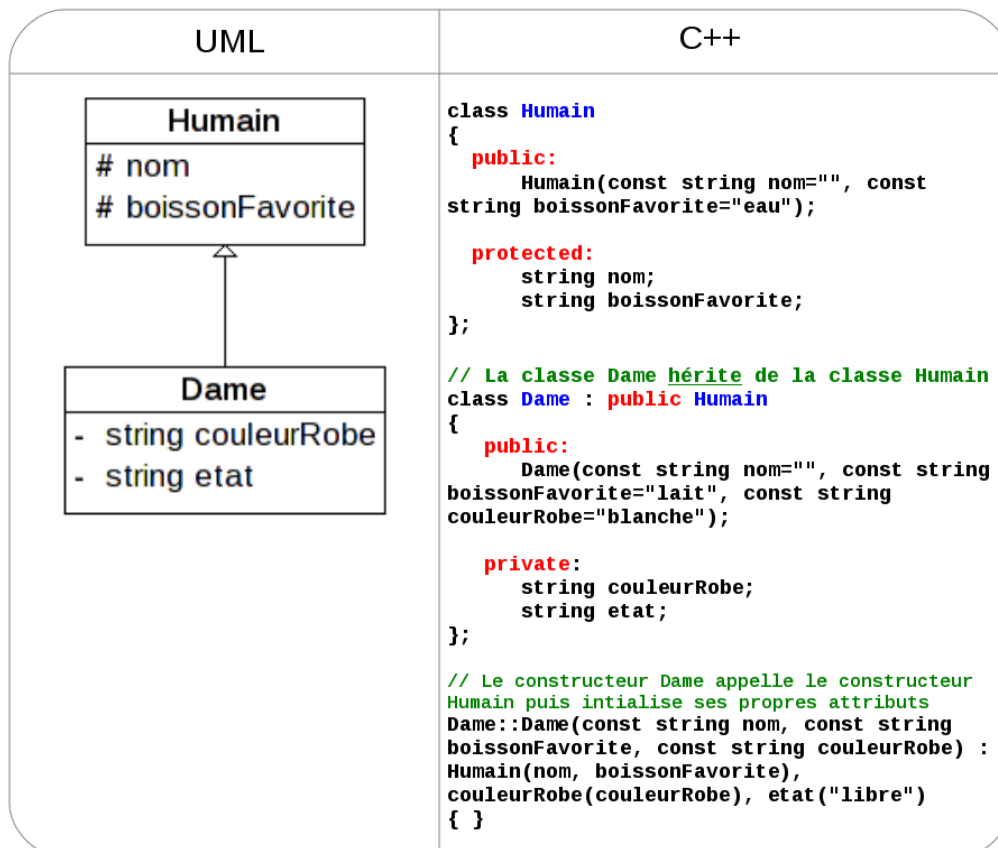 UML
C++
Humain
# nom
# boissonFavorite
Dame
- string couleurRobe
- string etat
class Humain
{
public:
Humain(const string nom="", const
string boissonFavorite="eau");
protected:
string nom;
string boissonFavorite;
};
// La classe Dame hérite de la classe Humain
class Dame : public Humain
{
public:
Dame(const string nom="", const string
boissonFavorite="lait", const string
couleurRobe="blanche");
private:
string couleurRobe;
string etat;
};
// Le constructeur Dame appelle le constructeur
Humain puis intialise ses propres attributs
Dame::Dame(const string nom, const string
boissonFavorite, const string couleurRobe) :
Humain(nom, boissonFavorite),
couleurRobe(couleurRobe), etat("libre")
{ }